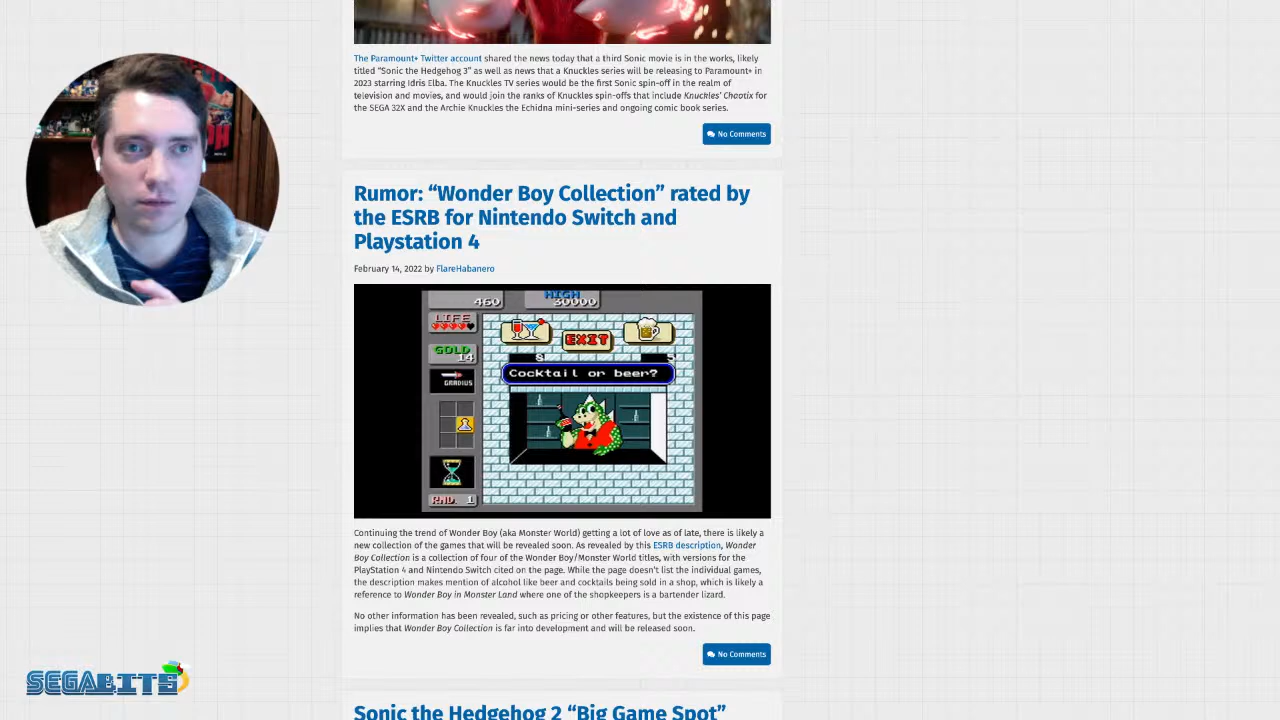 The Paramount+ Twitter account shared the news today that a third Sonic movie is in the works, likely
titled “Sonic the Hedgehog 3” as well as news that a Knuckles series will be releasing to Paramount+ in
2023 starring Idris Elba. The Knuckles TV series would be the first Sonic spin-off in the realm of
television and movies, and would join the ranks of Knuckles spin-offs that include Knuckles’ Chaotix for
the SEGA 32X and the Archie Knuckles the Echidna mini-series and ongoing comic book series.
No Comments
Rumor: “Wonder Boy Collection” rated by
the ESRB for Nintendo Switch and
Playstation 4
February 14, 2022 by FlareHabanero
460 HIGH 30000
LIFE
EXIT
GOLD
14
8 5
Cocktail or beer?
GRADIUS
RND. 1
Continuing the trend of Wonder Boy (aka Monster World) getting a lot of love as of late, there is likely a
new collection of the games that will be revealed soon. As revealed by this ESRB description, Wonder
Boy Collection is a collection of four of the Wonder Boy/Monster World titles, with versions for the
PlayStation 4 and Nintendo Switch cited on the page. While the page doesn't list the individual games,
the description makes mention of alcohol like beer and cocktails being sold in a shop, which is likely a
reference to Wonder Boy in Monster Land where one of the shopkeepers is a bartender lizard.
No other information has been revealed, such as pricing or other features, but the existence of this page
implies that Wonder Boy Collection is far into development and will be released soon.
No Comments
SEGABITS
Sonic the Hedgehog 2 “Big Game Spot”